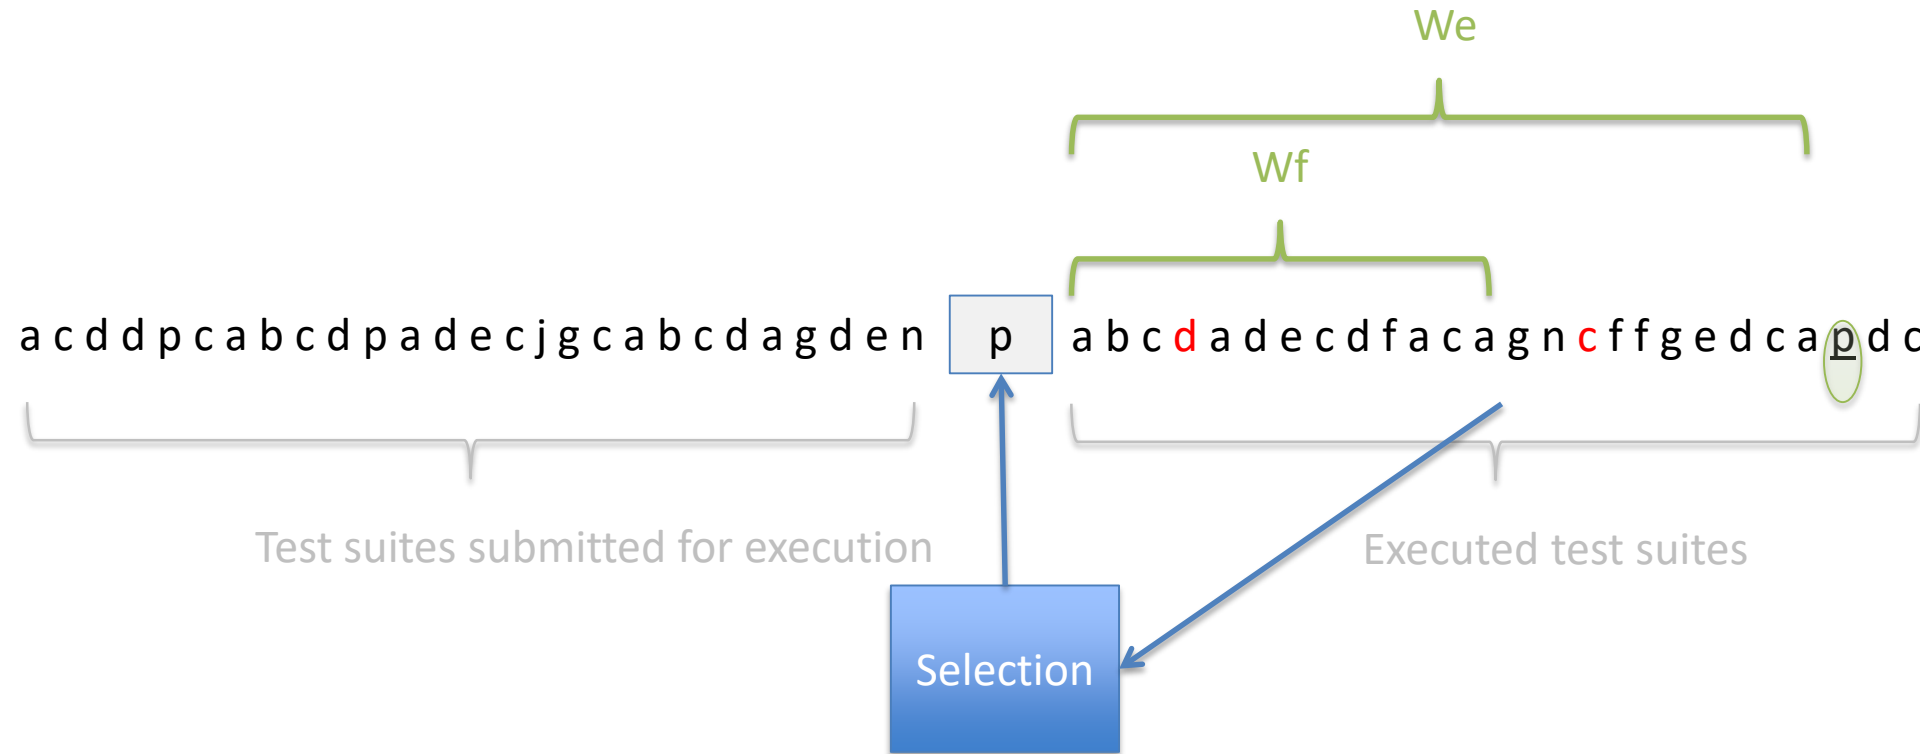 We
Wf
a c d d p c a b c d p a d e c j g c a b c d a g d e n p a b c d a d e c d f a c a g n c f f g e d c a p d c
Test suites submitted for execution Executed test suites
Selection